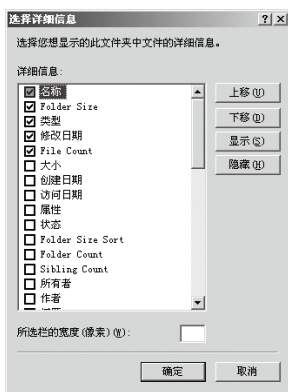 选择详细信息
选择您想显示的此文件夹中文件的详细信息。
详细信息:
名称
Folder Size
类型
修改日期
File Count
大小
创建日期
访问日期
属性
状态
Folder Size Sort
Folder Count
Sibling Count
所有者
作者
上移(U)
下移(D)
显示(S)
隐藏(H)
所选栏的宽度(像素)(W):
确定
取消